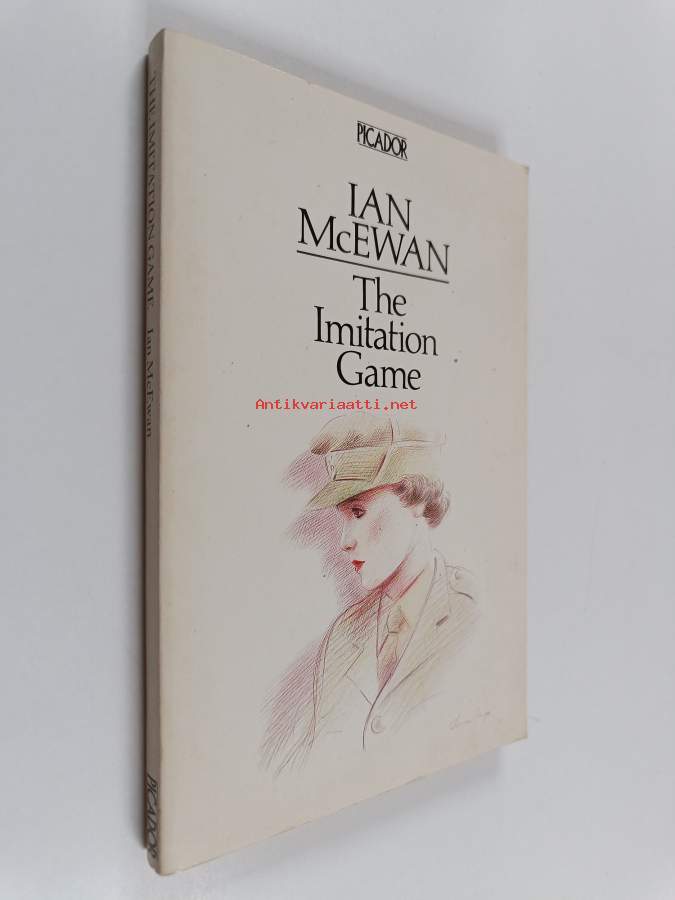 PICADOR
IAN
McEWAN
The
Imitation
Game
Antikvariaatti.net
THE IMITATION GAME Ian McEwan
PICADOR